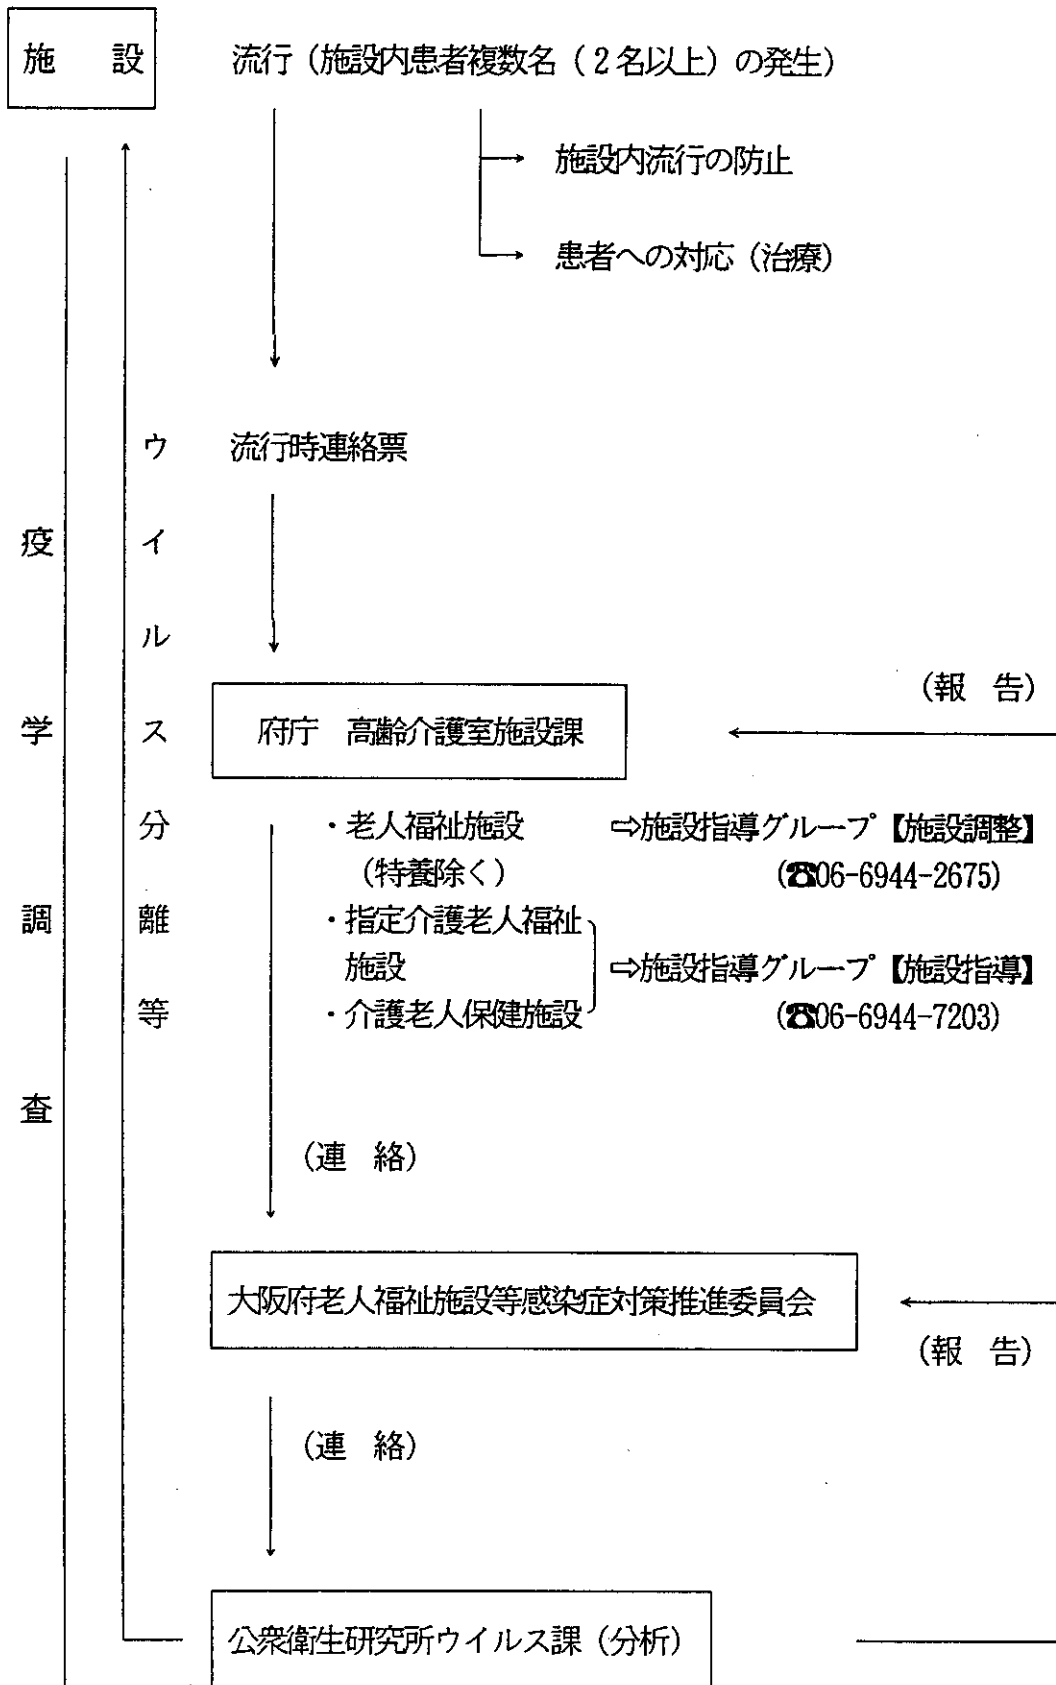 施　設
流行（施設内患者複数名（２名以上）の発生）
施設内流行の防止
患者への対応（治療）
流行時連絡票
疫学調査
ウイルス分離等
（報　告）
府庁　高齢介護室施設課
・老人福祉施設　⇨施設指導グループ【施設調整】
（特養除く）　（☎06-6944-2675）
・指定介護老人福祉
施設　⇨施設指導グループ【施設指導】
・介護老人保健施設　（☎06-6944-7203）
（連　絡）
大阪府老人福祉施設等感染症対策推進委員会
（報　告）
（連　絡）
公衆衛生研究所ウイルス課（分析）